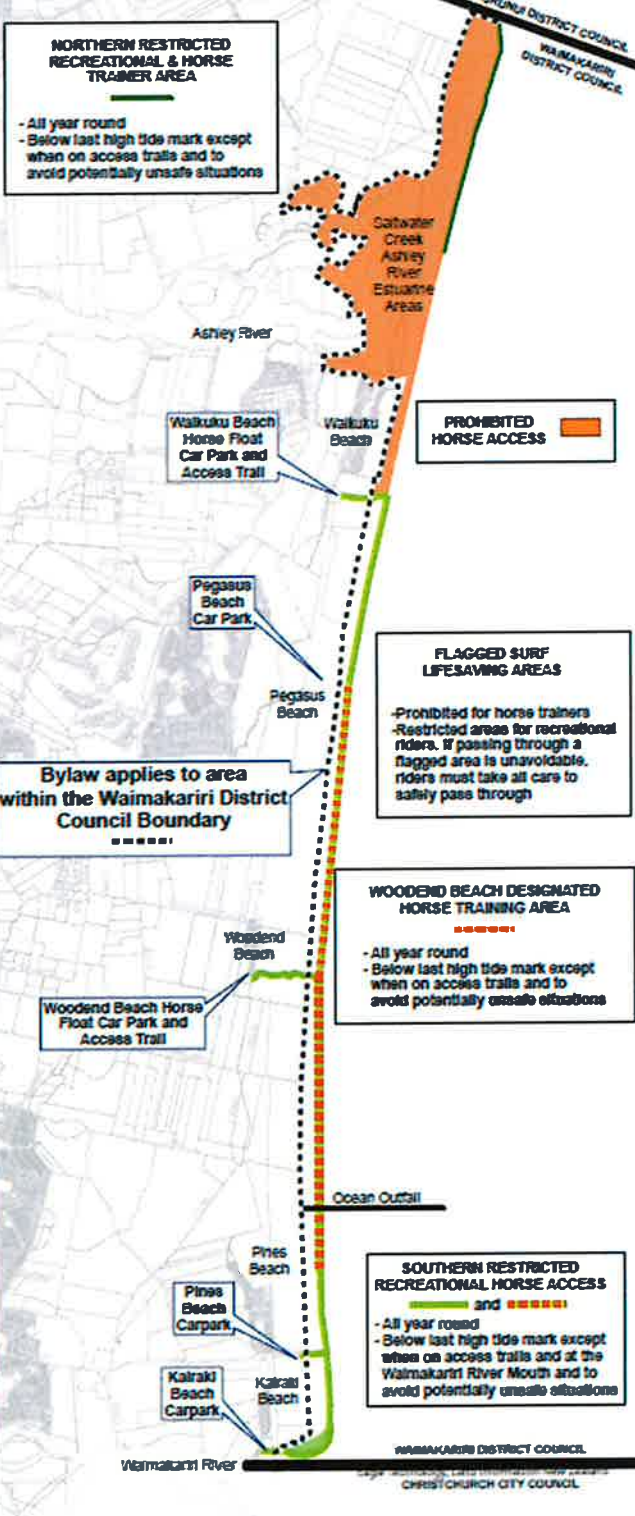 DISTRICT COUNCIL
WAIMAKARIRI
DISTRICT COUNCIL
NORTHERN RESTRICTED
RECREATIONAL & HORSE
TRAINER AREA
- All year round
- Below last high tide mark except
when on access trails and to
avoid potentially unsafe situations
Saltwater
Creek
Ashley
River
Estuarine
Areas
Ashley River
Waikuku Beach
Horse Float
Car Park and
Access Trail
Waikuku
Beach
PROHIBITED
HORSE ACCESS
Pegasus
Beach
Car Park
Pegasus
Beach
FLAGGED SURF
LIFESAVING AREAS
-Prohibited for horse trainers
-Restricted areas for recreational
riders. If passing through a
flagged area is unavoidable,
riders must take all care to
safely pass through
Bylaw applies to area
within the Waimakariri District
Council Boundary
WOODEND BEACH DESIGNATED
HORSE TRAINING AREA
- All year round
- Below last high tide mark except
when on access trails and to
avoid potentially unsafe situations
Woodend
Beach
Woodend Beach Horse
Float Car Park and
Access Trail
Ocean Outfall
Pines
Beach
Pines
Beach
Carpark
SOUTHERN RESTRICTED
RECREATIONAL HORSE ACCESS
and
- All year round
- Below last high tide mark except
when on access trails and at the
Waimakariri River Mouth and to
avoid potentially unsafe situations
Kairaki
Beach
Carpark
Kairaki
Beach
Waimakariri River
WAIMAKARIRI DISTRICT COUNCIL
CHRISTCHURCH CITY COUNCIL